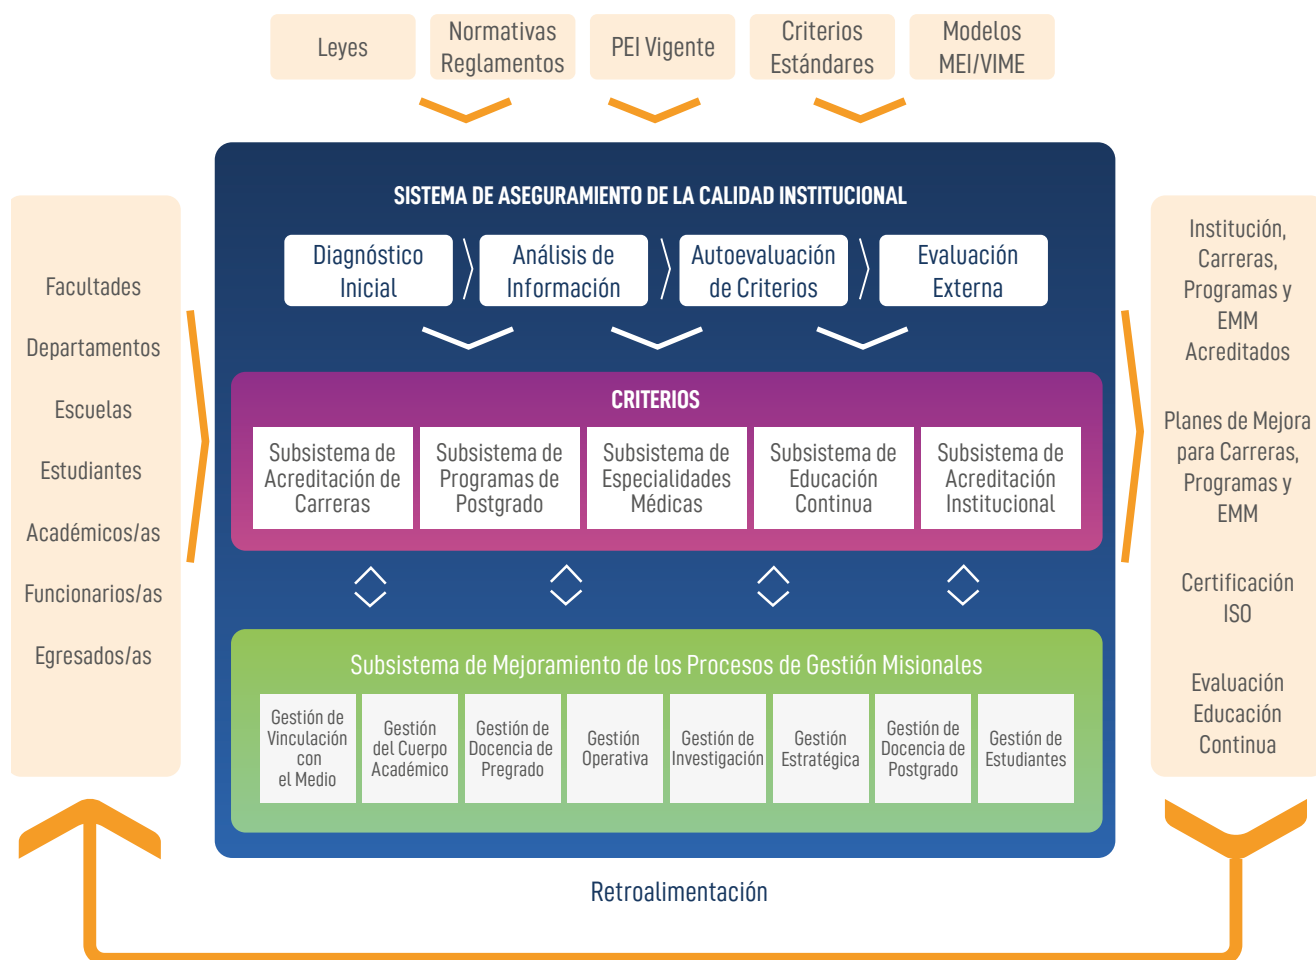 Leyes
Normativas
Reglamentos
PEI Vigente
Criterios
Estándares
Modelos
MEI/VIME
Facultades
Departamentos
Escuelas
Estudiantes
Académicos/as
Funcionarios/as
Egresados/as
SISTEMA DE ASEGURAMIENTO DE LA CALIDAD INSTITUCIONAL
Diagnóstico
Inicial
Análisis de
Información
Autoevaluación
de Criterios
Evaluación
Externa
CRITERIOS
Subsistema de
Acreditación de
Carreras
Subsistema de
Programas de
Postgrado
Subsistema de
Especialidades
Médicas
Subsistema de
Educación
Continua
Subsistema de
Acreditación
Institucional
Subsistema de Mejoramiento de los Procesos de Gestión Misionales
Gestión de
Vinculación
con
el Medio
Gestión
del Cuerpo
Académico
Gestión de
Docencia de
Pregrado
Gestión
Operativa
Gestión de
Investigación
Gestión
Estratégica
Gestión de
Docencia de
Postgrado
Gestión de
Estudiantes
Institución,
Carreras,
Programas y
EMM
Acreditados
Planes de Mejora
para Carreras,
Programas y
EMM
Certificación
ISO
Evaluación
Educación
Continua
Retroalimentación